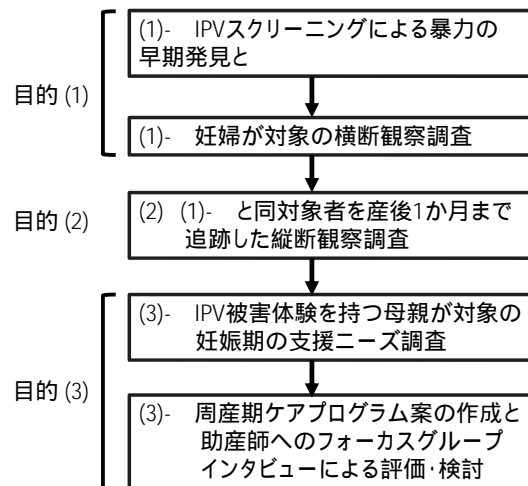 (1)- IPVスクリーニングによる暴力の
早期発見と
目的 (1)
(1)- 妊婦が対象の横断観察調査
目的 (2)
(2) (1)- と同対象者を産後1か月まで
追跡した縦断観察調査
(3)- IPV被害体験を持つ母親が対象の
妊娠期の支援ニーズ調査
目的 (3)
(3)- 周産期ケアプログラム案の作成と
助産師へのフォーカスグループ
インタビューによる評価・検討